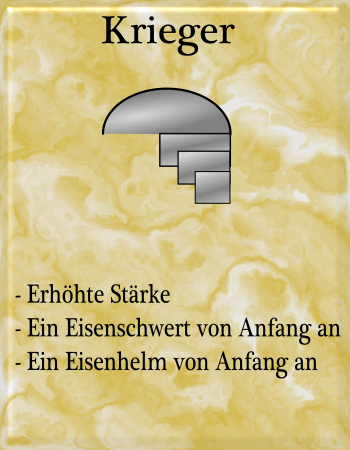 Krieger
- Erhöhte Stärke
- Ein Eisenschwert von Anfang an
- Ein Eisenhelm von Anfang an